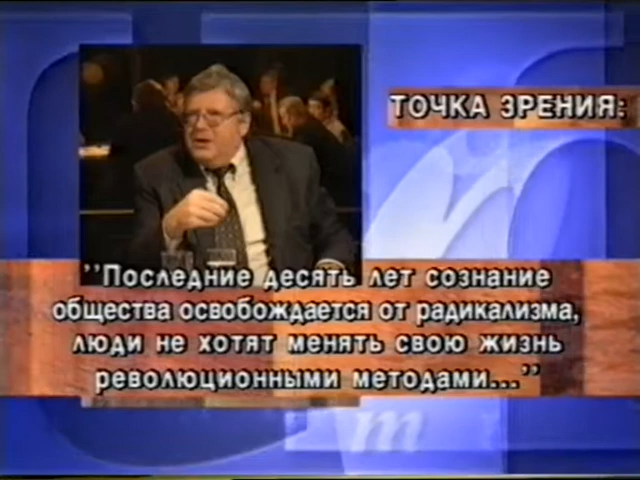 ТОЧКА ЗРЕНИЯ:
"Последние десять лет сознание
общества освобождается от радикализма,
люди не хотят менять свою жизнь
революционными методами..."
т